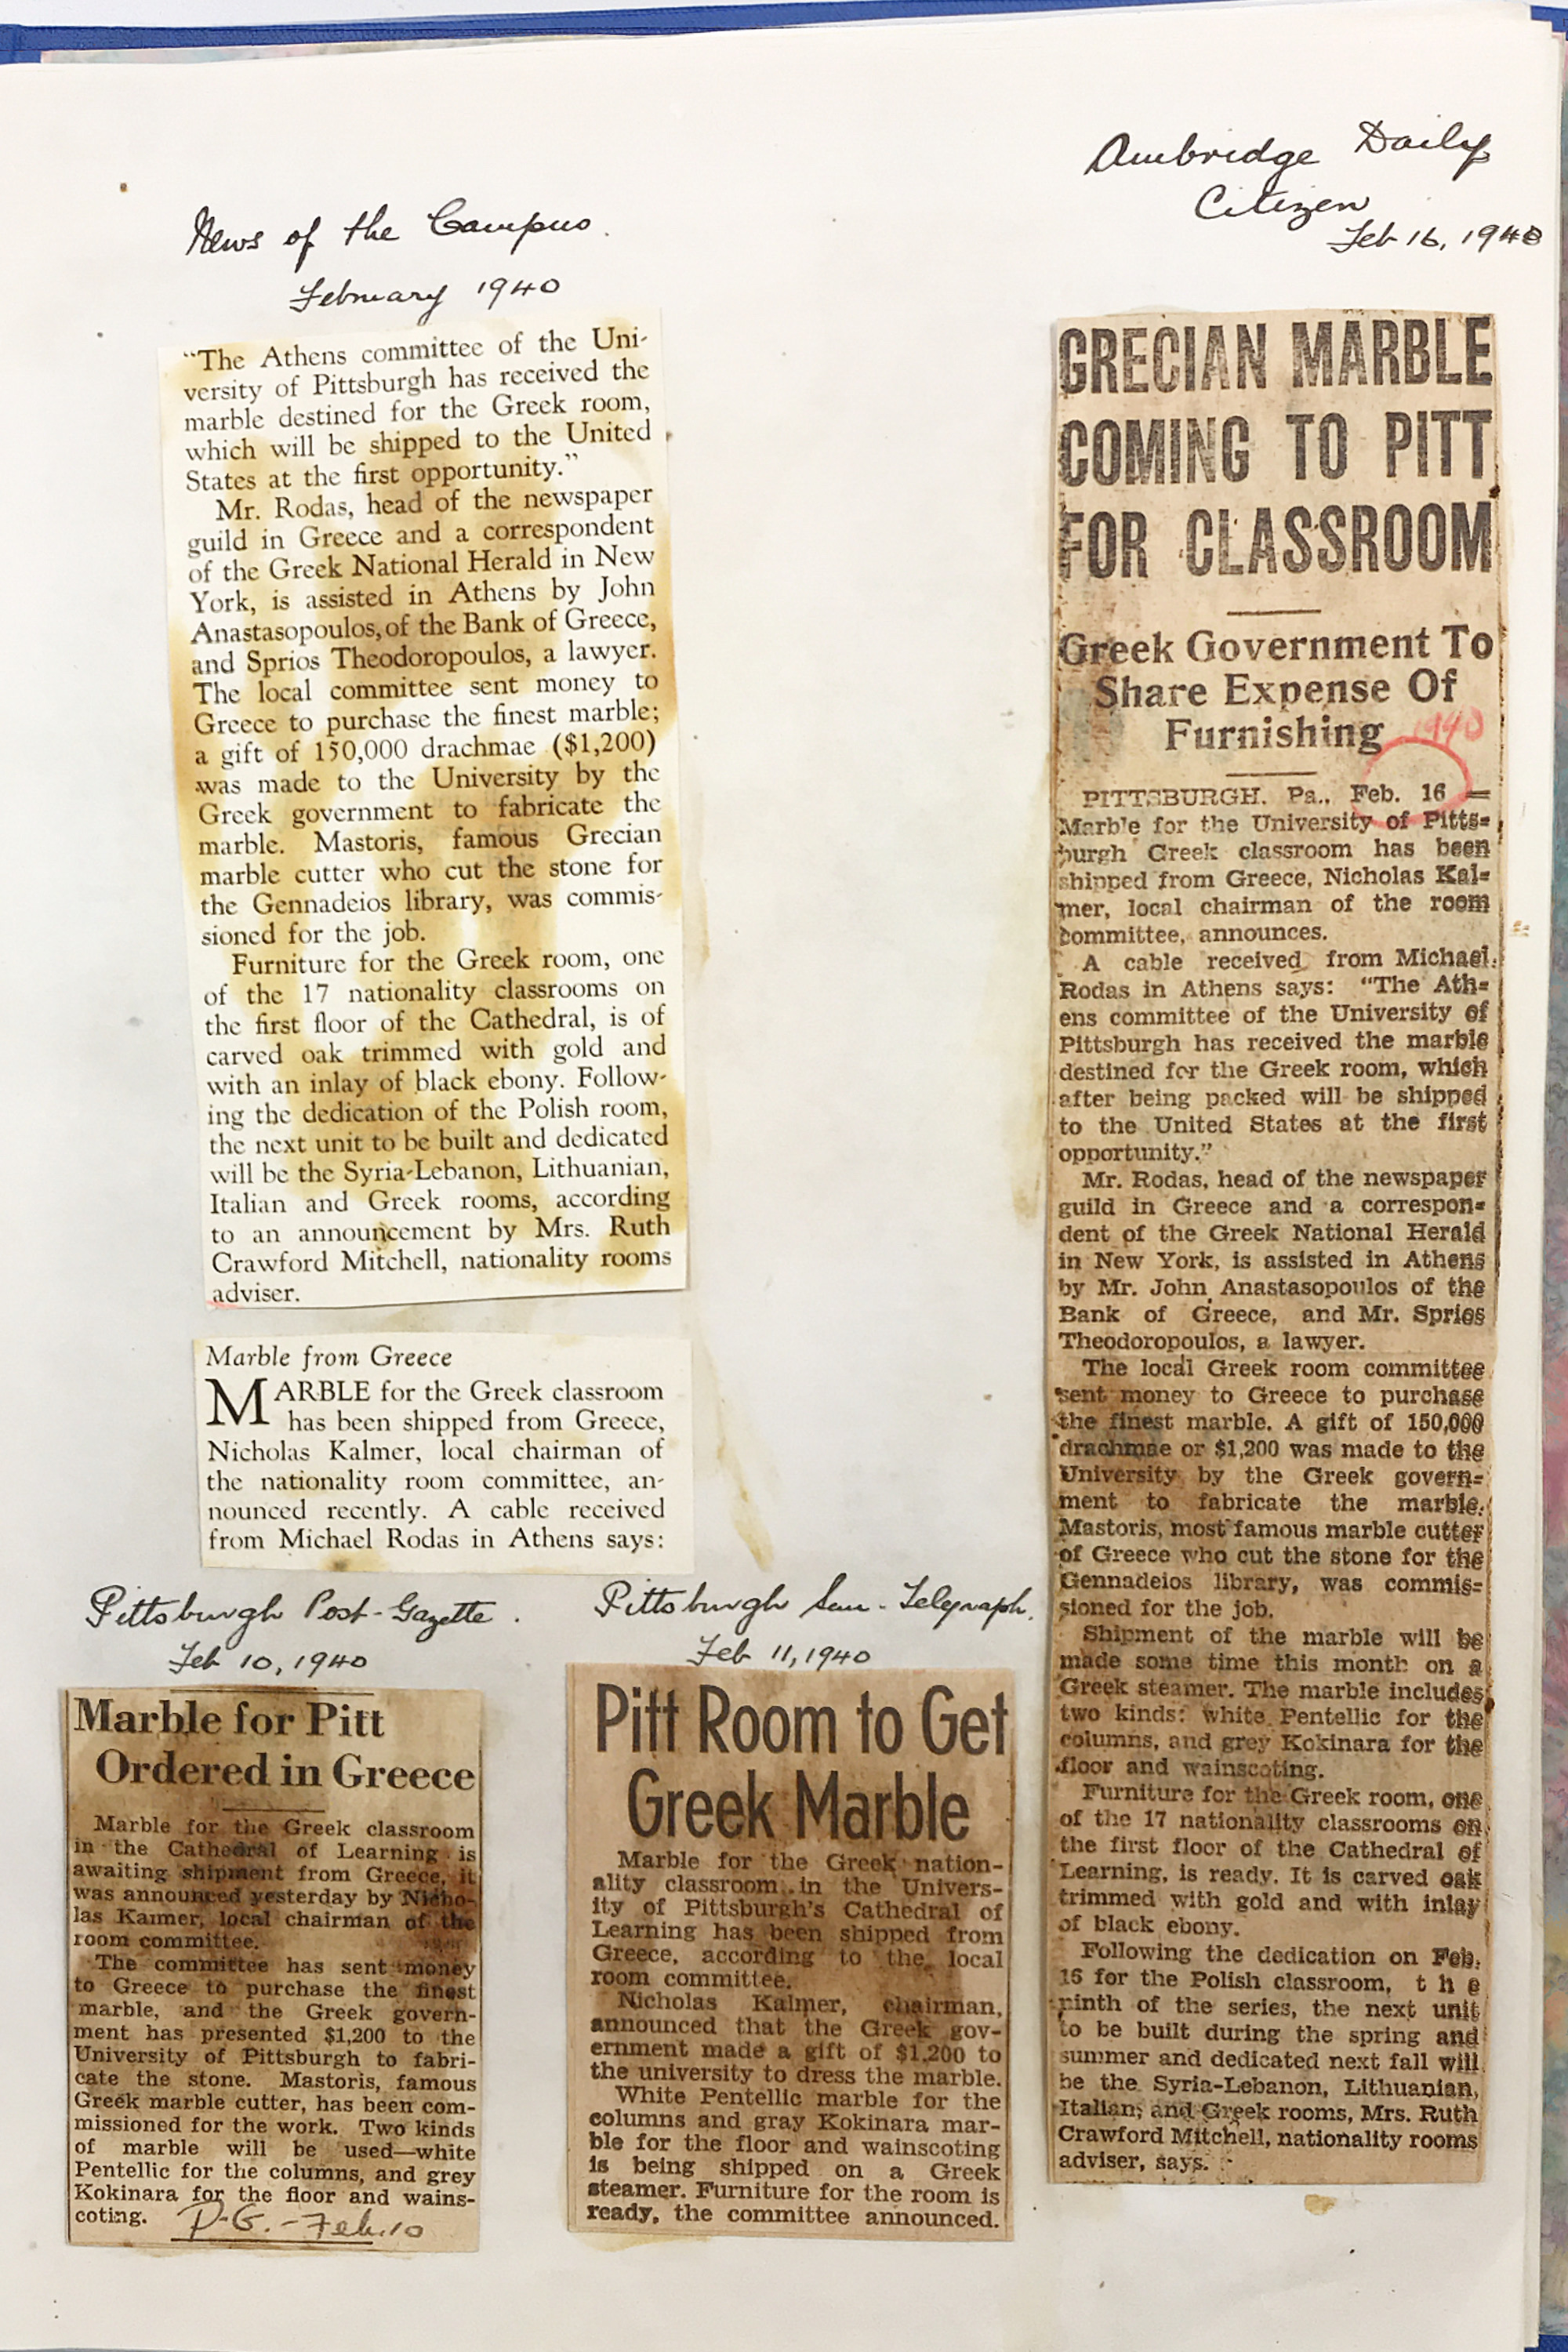 News of the Campus.
February 1940
"The Athens committee of the Uni-
versity of Pittsburgh has received the
marble destined for the Greek room,
which will be shipped to the United
States at the first opportunity."
Mr. Rodas, head of the newspaper
guild in Greece and a correspondent
of the Greek National Herald in New
York, is assisted in Athens by John
Anastasopoulos, of the Bank of Greece,
and Sprios Theodoropoulos, a lawyer.
The local committee sent money to
Greece to purchase the finest marble;
a gift of 150,000 drachmae ($1,200)
was made to the University by the
Greek government to fabricate the
marble. Mastoris, famous Grecian
marble cutter who cut the stone for
the Gennadeios library, was commis-
sioned for the job.
Furniture for the Greek room, one
of the 17 nationality classrooms on
the first floor of the Cathedral, is of
carved oak trimmed with gold and
with an inlay of black ebony. Follow-
ing the dedication of the Polish room,
the next unit to be built and dedicated
will be the Syria-Lebanon, Lithuanian,
Italian and Greek rooms, according
to an announcement by Mrs. Ruth
Crawford Mitchell, nationality rooms
adviser.
Marble from Greece
MARBLE for the Greek classroom
has been shipped from Greece,
Nicholas Kalmer, local chairman of
the nationality room committee, an-
nounced recently. A cable received
from Michael Rodas in Athens says:
Pittsburgh Post-Gazette.
Feb 10, 1940
Marble for Pitt
Ordered in Greece
Marble for the Greek classroom
in the Cathedral of Learning is
awaiting shipment from Greece, it
was announced yesterday by Nicho-
las Kalmer, local chairman of the
room committee.
The committee has sent money
to Greece to purchase the finest
marble, and the Greek govern-
ment has presented $1,200 to the
University of Pittsburgh to fabri-
cate the stone. Mastoris, famous
Greek marble cutter, has been com-
missioned for the work. Two kinds
of marble will be used—white
Pentellic for the columns, and grey
Kokinara for the floor and wains-
coting.
P-G.-Feb.10
Pittsburgh Sun-Telegraph.
Feb 11, 1940
Pitt Room to Get
Greek Marble
Marble for the Greek nation-
ality classroom in the Univers-
ity of Pittsburgh's Cathedral of
Learning has been shipped from
Greece, according to the local
room committee.
Nicholas Kalmer, chairman,
announced that the Greek gov-
ernment made a gift of $1,200 to
the university to dress the marble.
White Pentellic marble for the
columns and gray Kokinara mar-
ble for the floor and wainscoting
is being shipped on a Greek
steamer. Furniture for the room is
ready, the committee announced.
Ambridge Daily
Citizen
Feb 16, 1940
GRECIAN MARBLE
COMING TO PITT
FOR CLASSROOM
Greek Government To
Share Expense Of
Furnishing
1940
PITTSBURGH. Pa., Feb. 16 —
Marble for the University of Pitts-
burgh Greek classroom has been
shipped from Greece, Nicholas Kal-
mer, local chairman of the room
committee, announces.
A cable received from Michael
Rodas in Athens says: "The Ath-
ens committee of the University of
Pittsburgh has received the marble
destined for the Greek room, which
after being packed will be shipped
to the United States at the first
opportunity."
Mr. Rodas, head of the newspaper
guild in Greece and a correspon-
dent of the Greek National Herald
in New York, is assisted in Athens
by Mr. John Anastasopoulos of the
Bank of Greece, and Mr. Sprios
Theodoropoulos, a lawyer.
The local Greek room committee
sent money to Greece to purchase
the finest marble. A gift of 150,000
drachmae or $1,200 was made to the
University by the Greek govern-
ment to fabricate the marble.
Mastoris, most famous marble cutter
of Greece who cut the stone for the
Gennadeios library, was commis-
sioned for the job.
Shipment of the marble will be
made some time this month on a
Greek steamer. The marble includes
two kinds: white Pentellic for the
columns, and grey Kokinara for the
floor and wainscoting.
Furniture for the Greek room, one
of the 17 nationality classrooms on
the first floor of the Cathedral of
Learning, is ready. It is carved oak
trimmed with gold and with inlay
of black ebony.
Following the dedication on Feb.
16 for the Polish classroom, the
ninth of the series, the next unit
to be built during the spring and
summer and dedicated next fall will
be the Syria-Lebanon, Lithuanian,
Italian, and Greek rooms, Mrs. Ruth
Crawford Mitchell, nationality rooms
adviser, says.